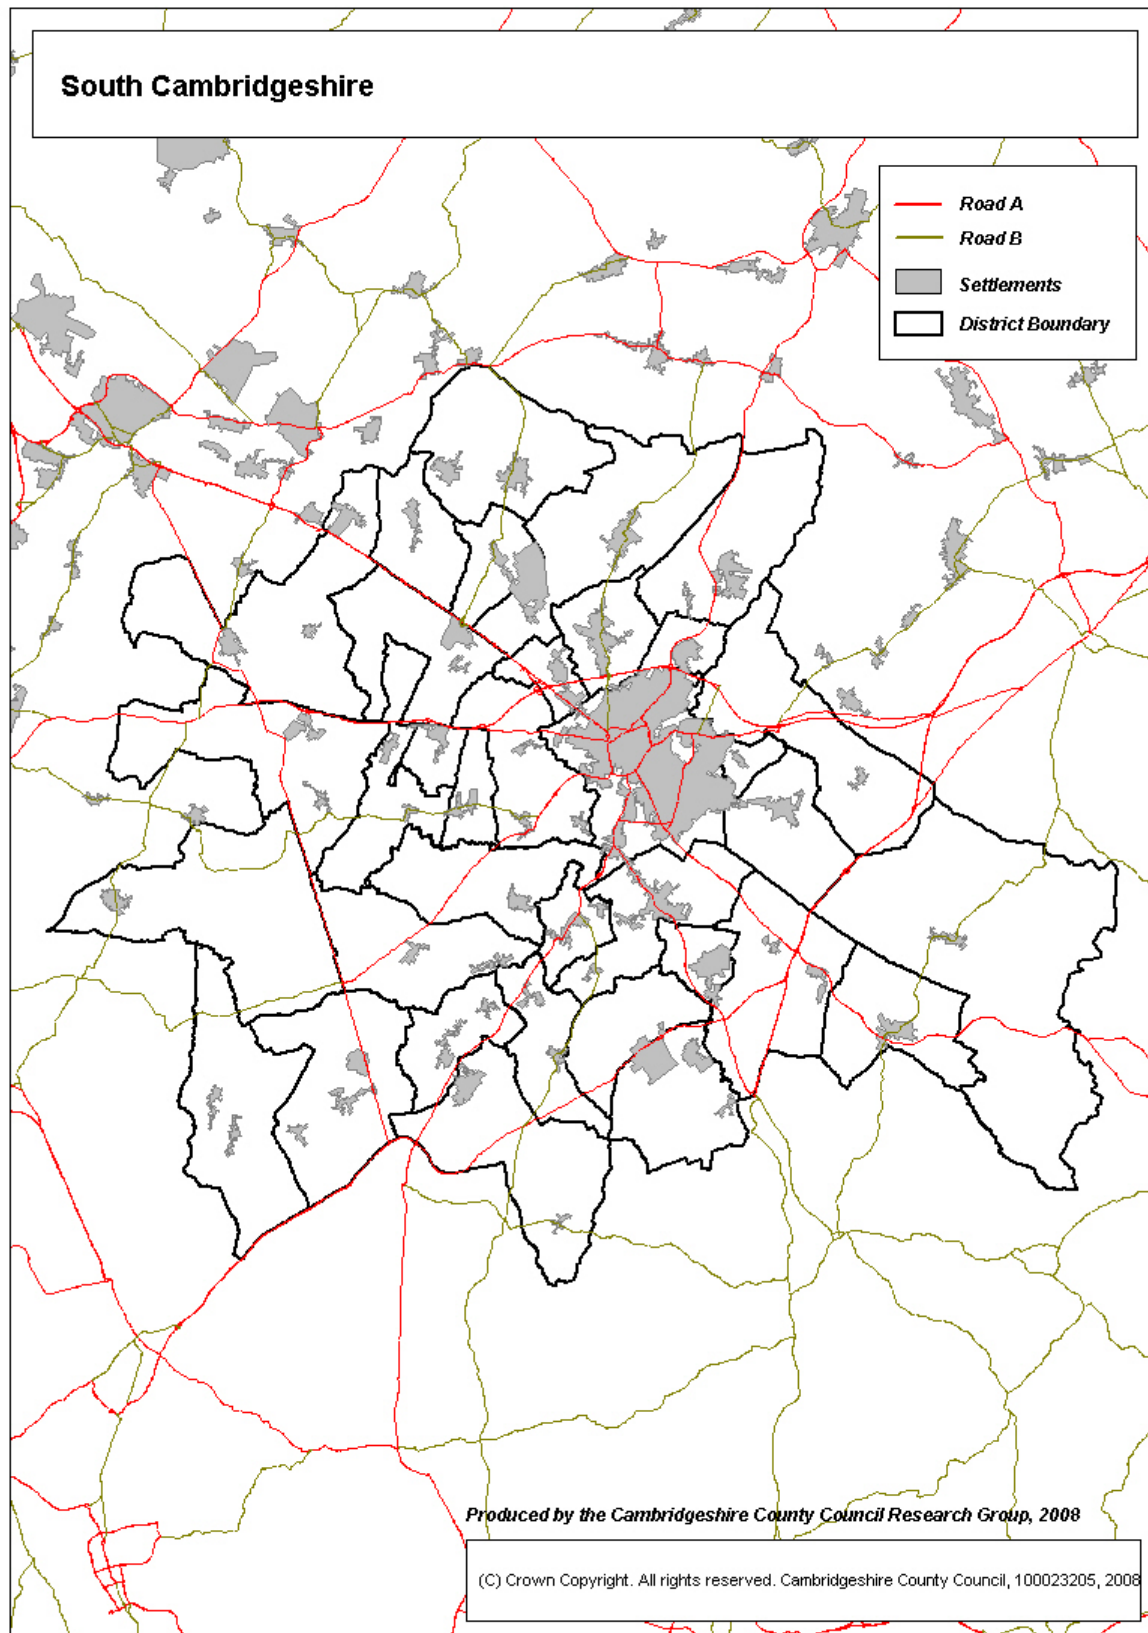 South Cambridgeshire
Road A
Road B
Settlements
District Boundary
Produced by the Cambridgeshire County Council Research Group, 2008
(C) Crown Copyright. All rights reserved. Cambridgeshire County Council, 100023205, 2008